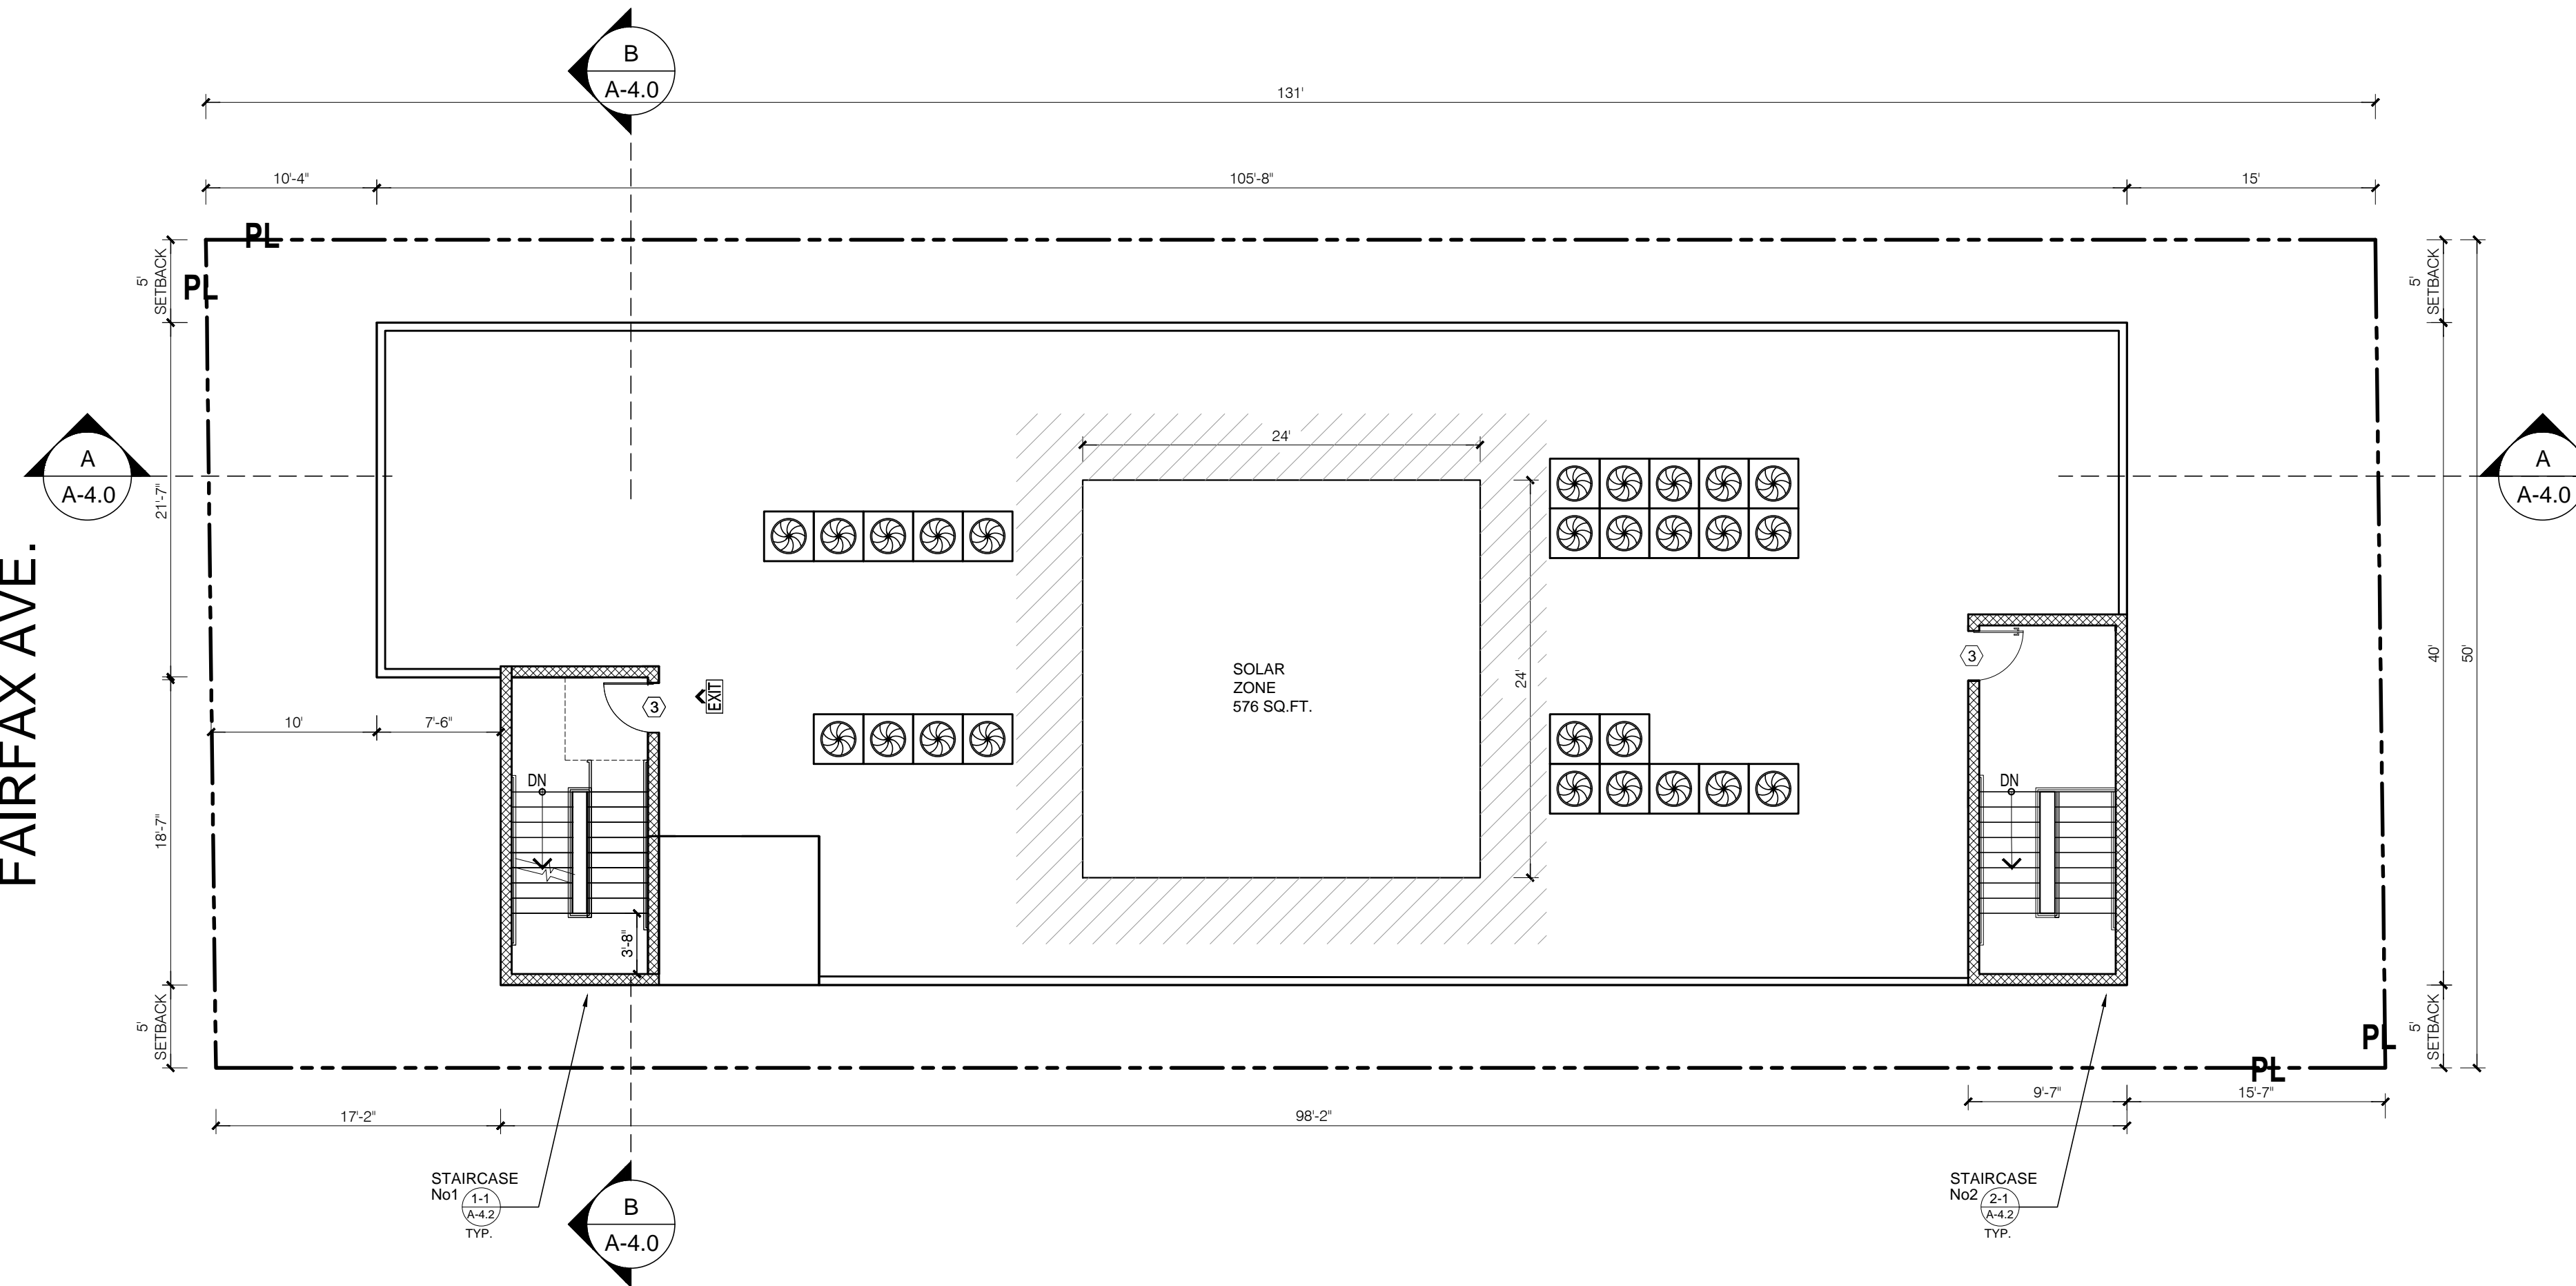 B
A-4.0
131'
10'-4"
105'-8"
15'
PL
PL
5'
SETBACK
5'
SETBACK
A
A-4.0
A
A-4.0
21'-7"
24'
24'
SOLAR
ZONE
576 SQ.FT.
FAIRFAX AVE.
40'
50'
3
EXIT
3
10'
7'-6"
DN
DN
18'-7"
3'-8"
5'
SETBACK
5'
SETBACK
PL
PL
17'-2"
98'-2"
9'-7"
15'-7"
STAIRCASE
No1
1-1
A-4.2
TYP.
B
A-4.0
STAIRCASE
No2
2-1
A-4.2
TYP.